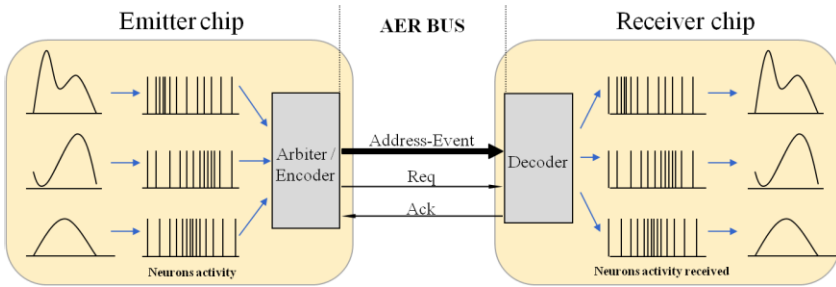 Emitter chip
AER BUS
Receiver chip
Arbiter /
Encoder
Address-Event
Req
Ack
Decoder
Neurons activity
Neurons activity received